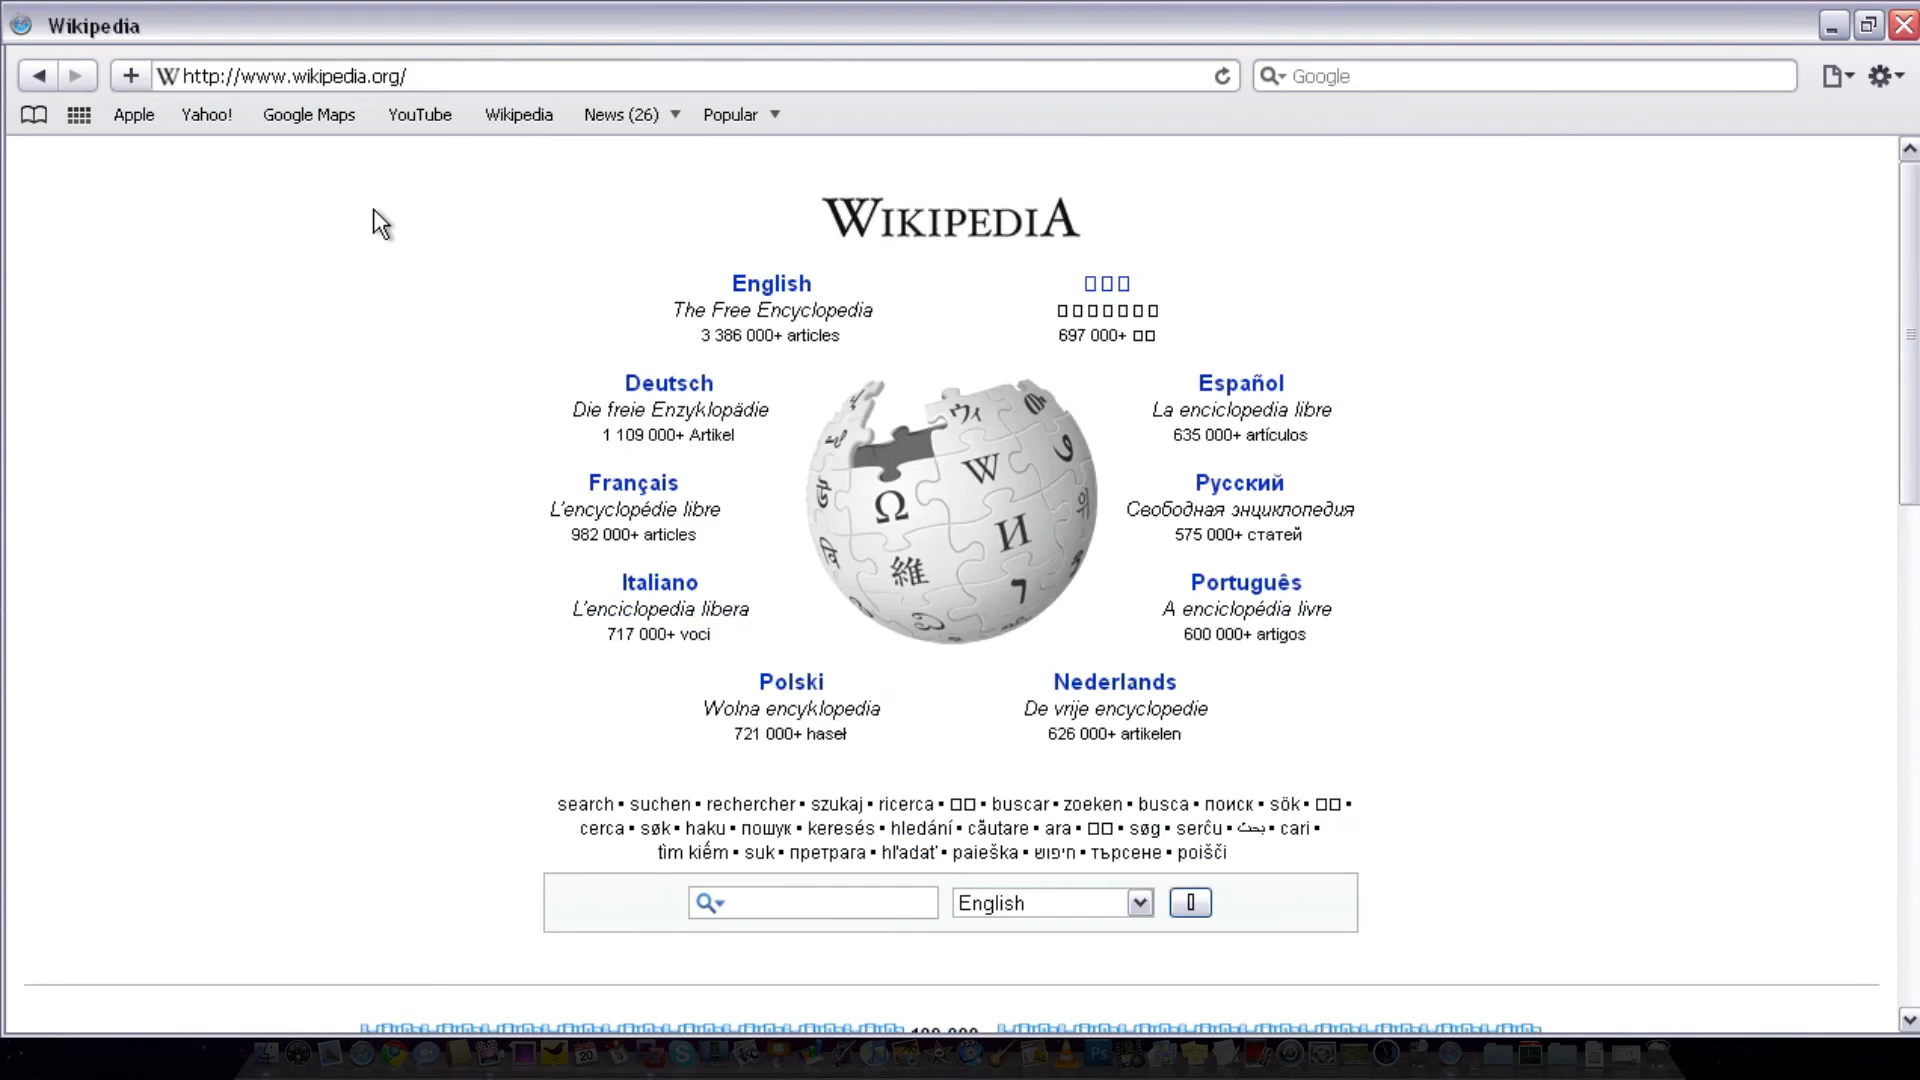 Wikipedia
http://www.wikipedia.org/
Google
Apple Yahoo! Google Maps YouTube Wikipedia News (26) Popular
WIKIPEDIA
English
The Free Encyclopedia
3 386 000+ articles
697 000+
Deutsch
Die freie Enzyklopädie
1 109 000+ Artikel
Español
La enciclopedia libre
635 000+ artículos
Français
L'encyclopédie libre
982 000+ articles
Русский
Свободная энциклопедия
575 000+ статей
Italiano
L'enciclopedia libera
717 000+ voci
Português
A enciclopédia livre
600 000+ artigos
Ω W И 維 ウィ
Polski
Wolna encyklopedia
721 000+ haseł
Nederlands
De vrije encyclopedie
626 000+ artikelen
search • suchen • rechercher • szukaj • ricerca • • buscar • zoeken • busca • поиск • sök • •
cerca • søk • haku • пошук • keresés • hledání • căutare • ara • • søg • serĉu • بحث • cari •
tìm kiếm • suk • претрага • hľadať • paieška • חיפוש • търсене • poišči
English